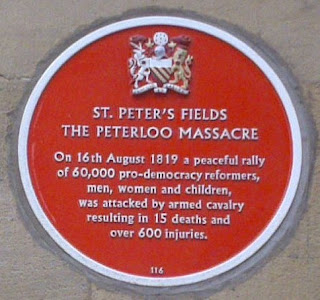 ST. PETER'S FIELDS
THE PETERLOO MASSACRE
On 16th August 1819 a peaceful rally
of 60,000 pro-democracy reformers,
men, women and children,
was attacked by armed cavalry
resulting in 15 deaths and
over 600 injuries.
116